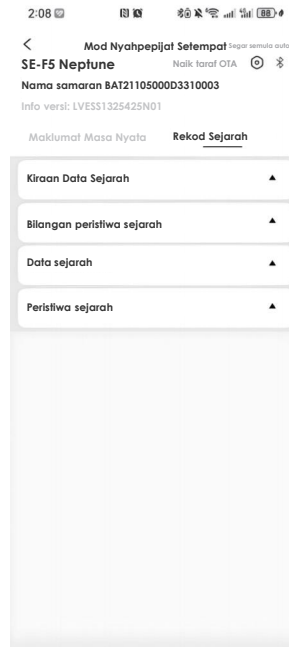 2:08
88
Mod Nyahpepijat Setempat Segar semula auto
SE-F5 Neptune Naik taraf OTA
Nama samaran BAT21105000D3310003
Info versi: LVESS1325425N01
Maklumat Masa Nyata Rekod Sejarah
Kiraan Data Sejarah
Bilangan peristiwa sejarah
Data sejarah
Peristiwa sejarah